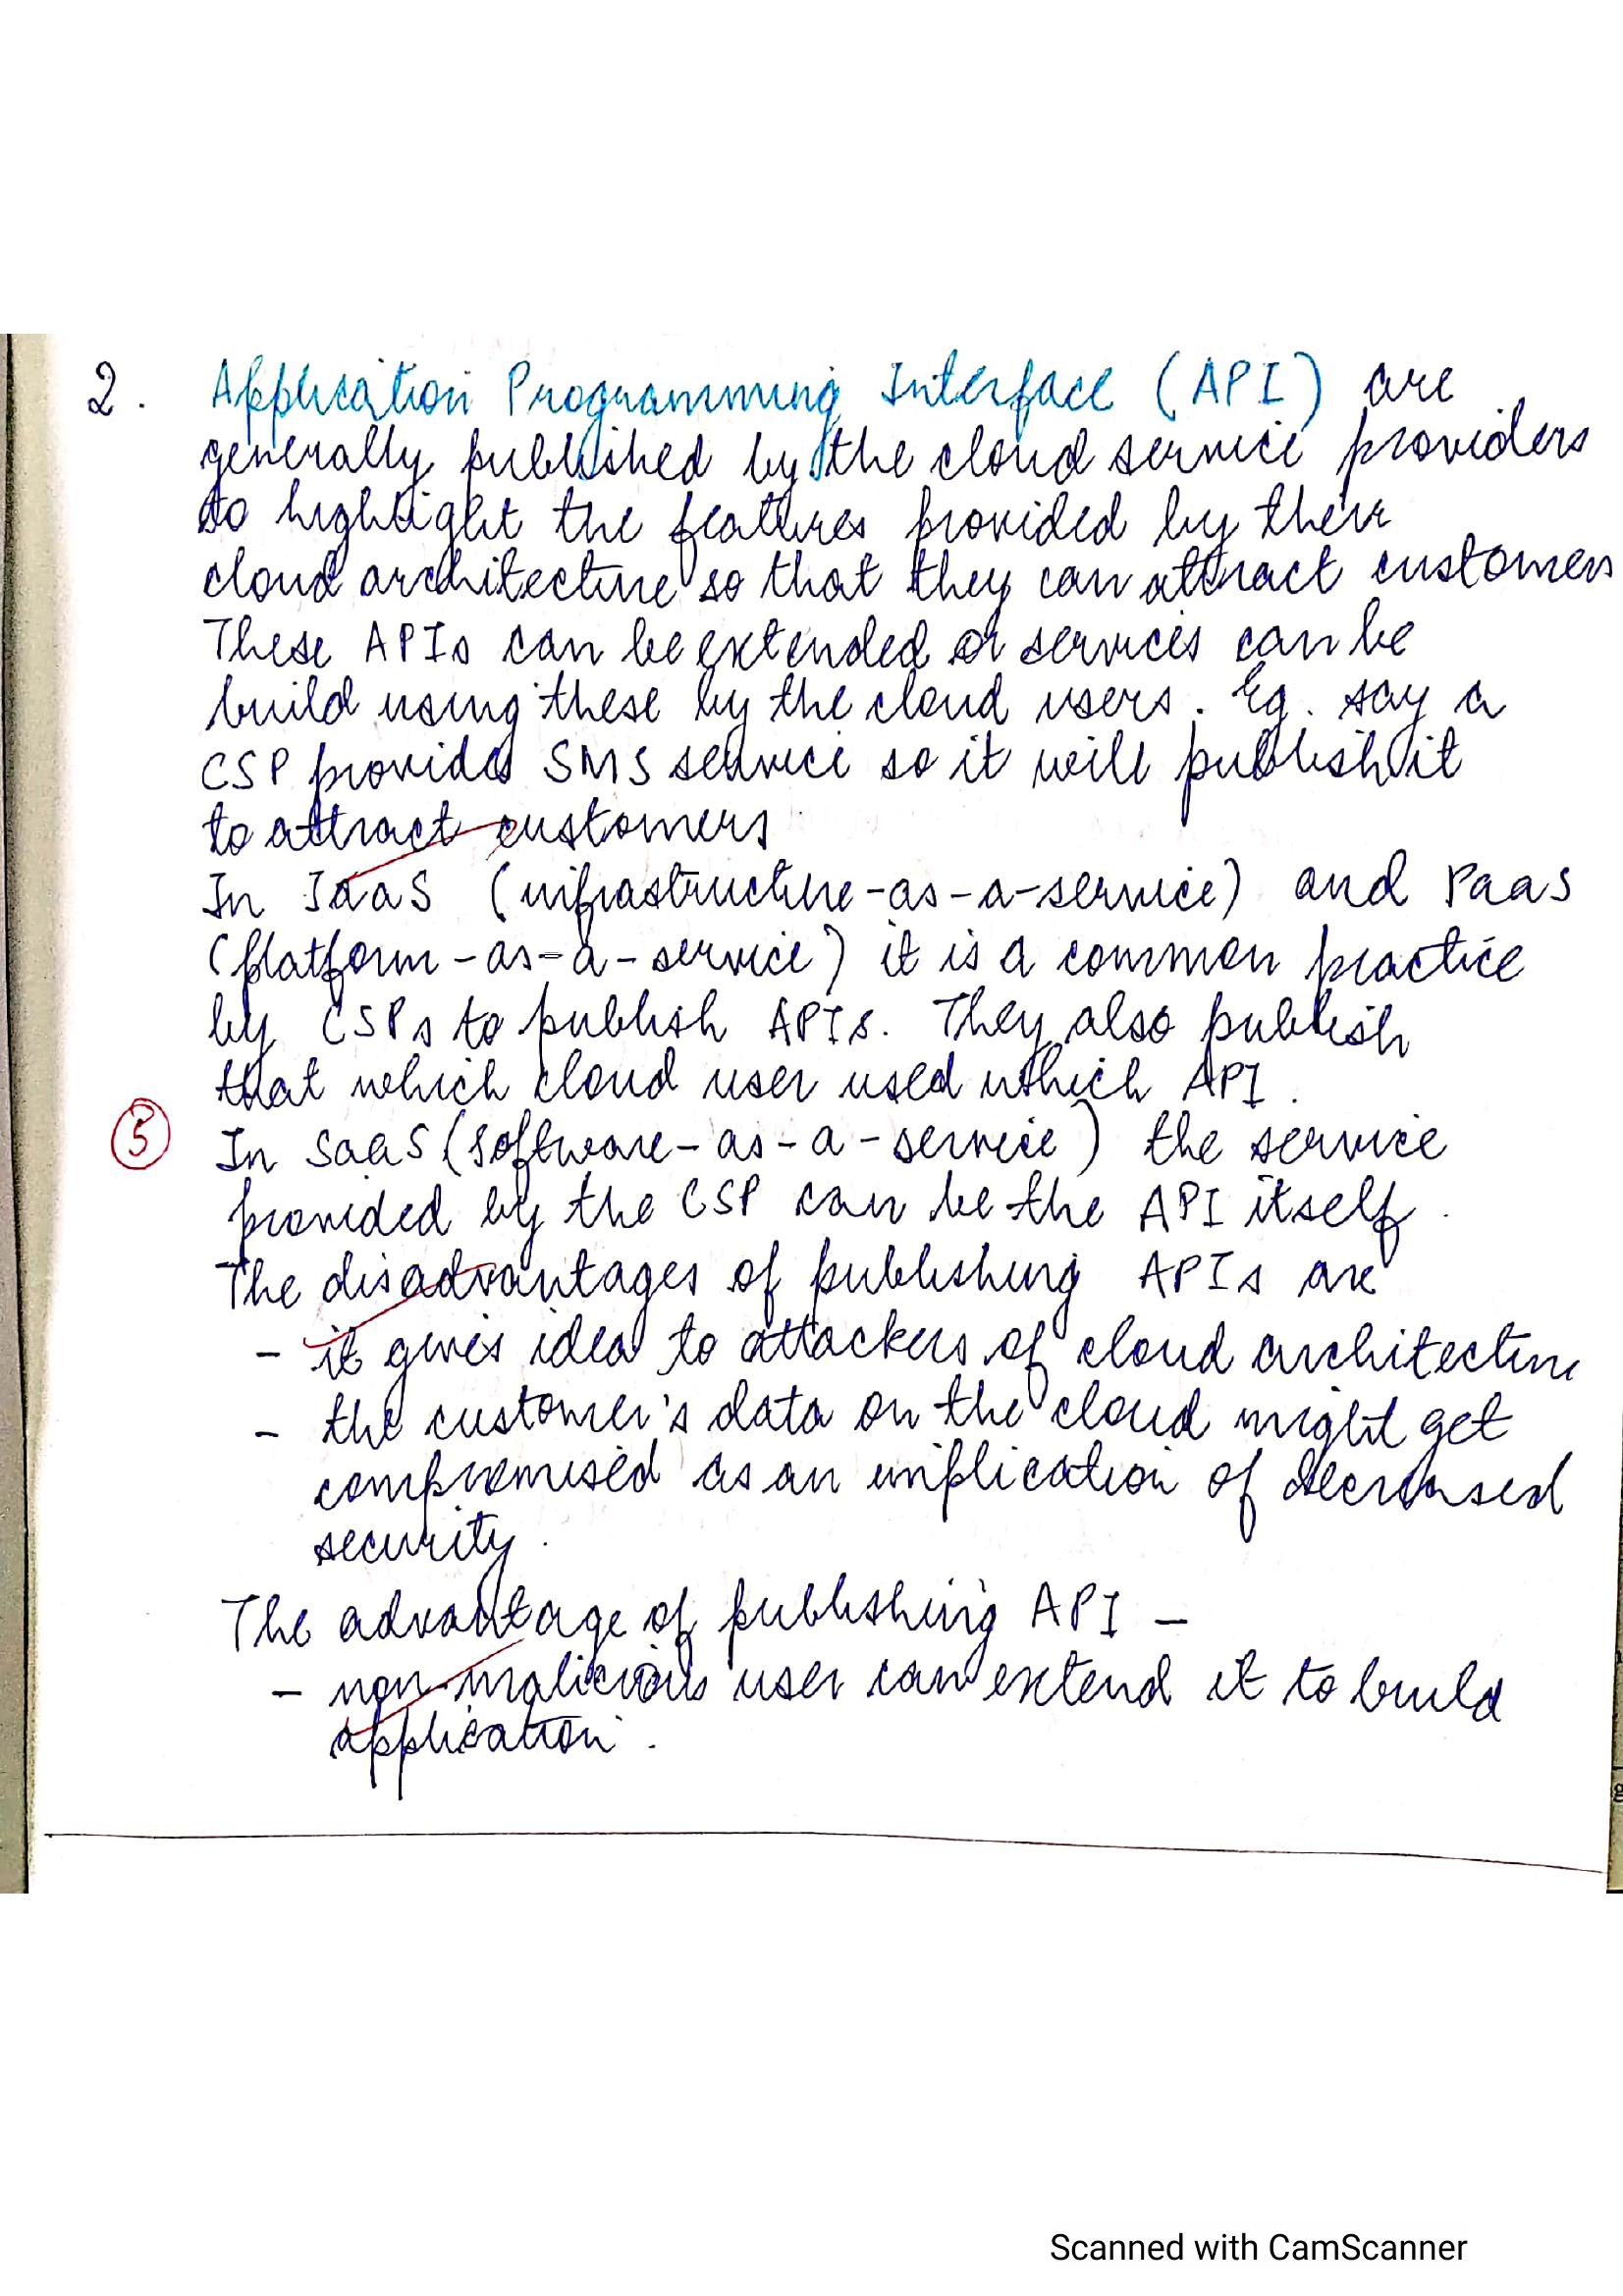 2. Application Programming Interface (API) are
generally published by the cloud service providers
to highlight the features provided by their
cloud architecture so that they can attract customers
These APIs can be extended or services can be
build using these by the cloud users. Eg. say a
CSP provides SMS service so it will publish it
to attract customers
In IaaS (infrastructure-as-a-service) and PaaS
(platform-as-a-service) it is a common practice
by CSPs to publish APIs. They also publish
that which cloud user used which API.
5 In SaaS (software-as-a-service) the service
provided by the CSP can be the API itself.
The disadvantages of publishing APIs are
- it gives idea to attackers of cloud architecture
- the customer's data on the cloud might get
compromised as an implication of decreased
security.
The advantage of publishing API -
- non-malicious user can extend it to build
application.
Scanned with CamScanner